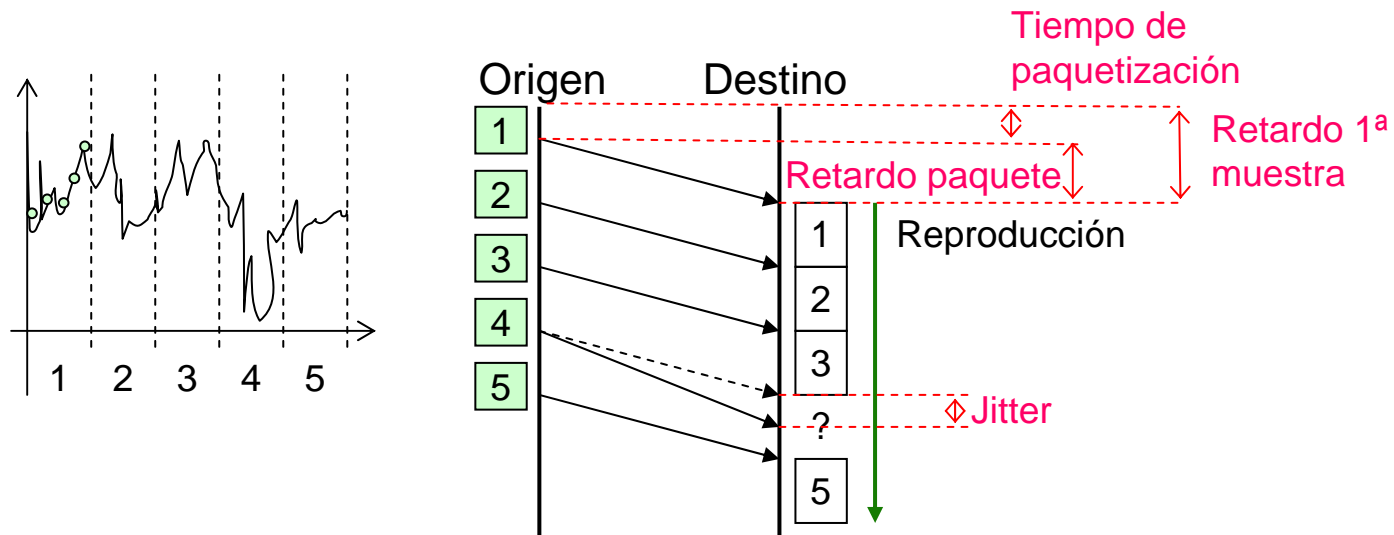 Tiempo de
paquetización
Origen
Destino
1
Retardo 1ª
muestra
Retardo paquete
2
1
Reproducción
3
2
4
3
1 2 3 4 5
5
Jitter
?
5